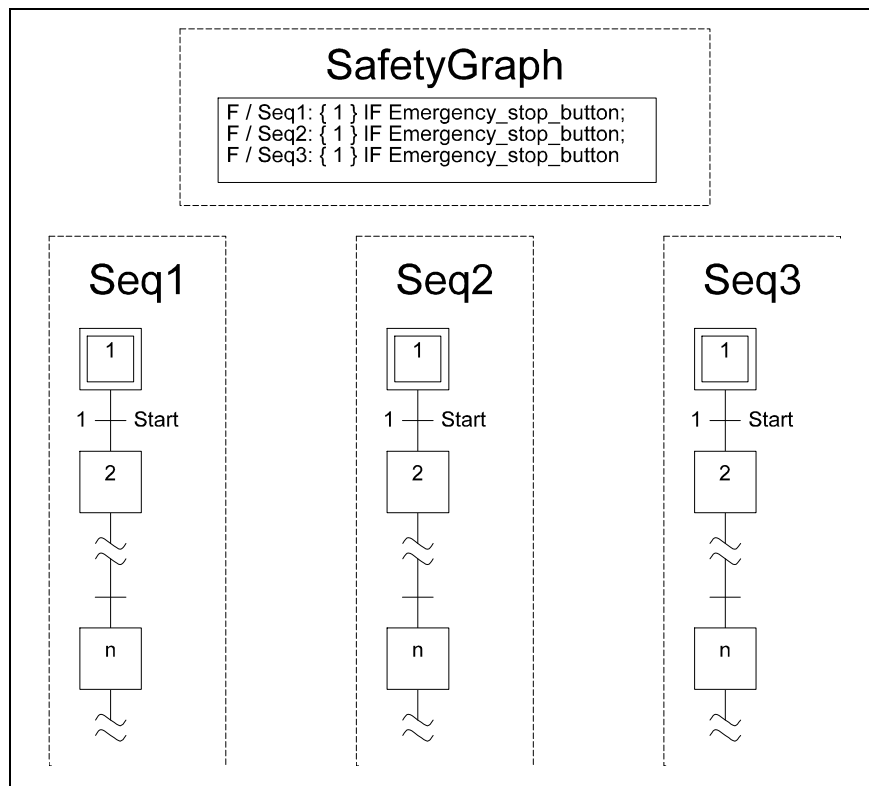 SafetyGraph
F / Seq1: { 1 } IF Emergency_stop_button;
F / Seq2: { 1 } IF Emergency_stop_button;
F / Seq3: { 1 } IF Emergency_stop_button
Seq1
1
1 Start
2
n
Seq2
1
1 Start
2
n
Seq3
1
1 Start
2
n